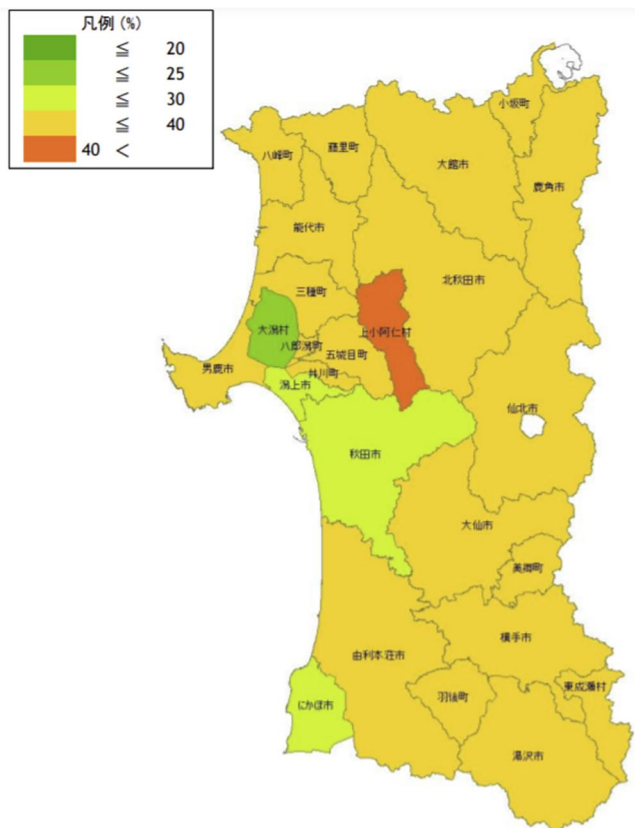 凡例(%)
≦ 20
≦ 25
≦ 30
≦ 40
40 <
小坂町
八峰町
藤里町
大館市
鹿角市
能代市
北秋田市
三種町
大潟村
上小阿仁村
八郎潟町
五城目町
男鹿市
井川町
潟上市
仙北市
秋田市
大仙市
美郷町
横手市
由利本荘市
東成瀬村
羽後町
にかほ市
湯沢市